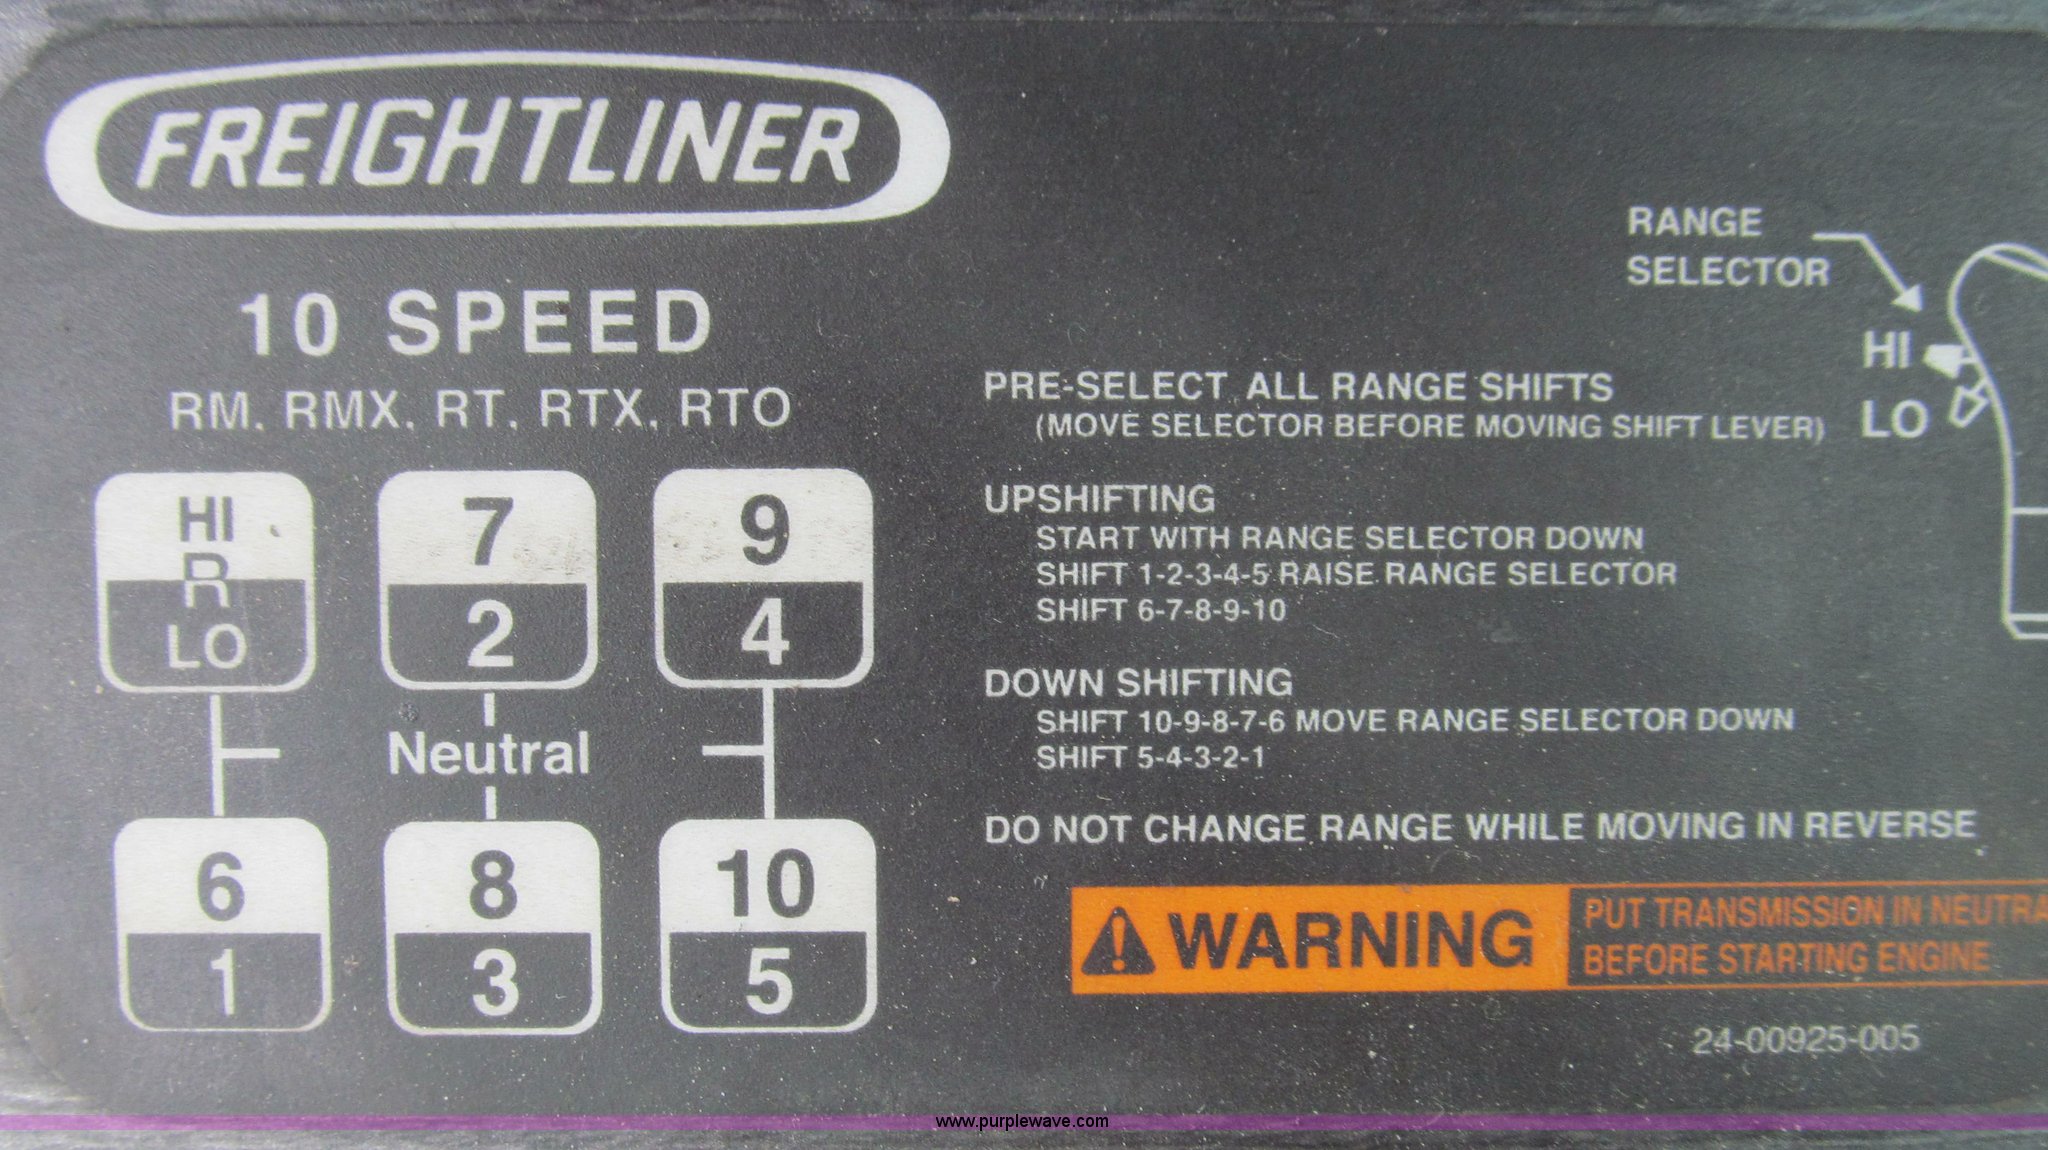 FREIGHTLINER
10 SPEED
RM, RMX, RT, RTX, RTO
HI
R
LO
7
2
9
4
Neutral
6
1
8
3
10
5
RANGE
SELECTOR
HI
LO
PRE-SELECT ALL RANGE SHIFTS
(MOVE SELECTOR BEFORE MOVING SHIFT LEVER)
UPSHIFTING
START WITH RANGE SELECTOR DOWN
SHIFT 1-2-3-4-5 RAISE RANGE SELECTOR
SHIFT 6-7-8-9-10
DOWN SHIFTING
SHIFT 10-9-8-7-6 MOVE RANGE SELECTOR DOWN
SHIFT 5-4-3-2-1
DO NOT CHANGE RANGE WHILE MOVING IN REVERSE
WARNING
PUT TRANSMISSION IN NEUTRA
BEFORE STARTING ENGINE
24-00925-005
www.purplewave.com